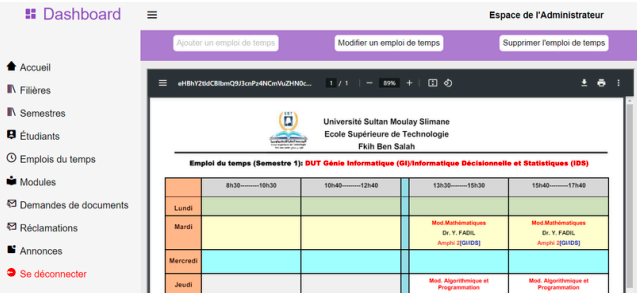 Dashboard
Espace de l'Administrateur
Ajouter un emploi de temps
Modifier un emploi de temps
Supprimer l'emploi de temps
Accueil
Filières
Semestres
Étudiants
Emplois du temps
Modules
Demandes de documents
Réclamations
Annonces
Se déconnecter
eHBhY2tldCBlbmQ9J3cnPz4NCmVuZHN0c...
1 / 1
89%
Université Sultan Moulay Slimane
Ecole Supérieure de Technologie
Fkih Ben Salah
Emploi du temps (Semestre 1): DUT Génie Informatique (GI)/Informatique Décisionnelle et Statistiques (IDS)
8h30---------10h30 10h40---------12h40 13h30-------15h30 15h40-------17h40
Lundi
Mardi
Mod.Mathématiques
Dr. Y. FADIL
Amphi 2[GI/IDS]
Mod.Mathématiques
Dr. Y. FADIL
Amphi 2[GI/IDS]
Mercredi
Jeudi
Mod. Algorithmique et
Programmation
Mod. Algorithmique et
Programmation